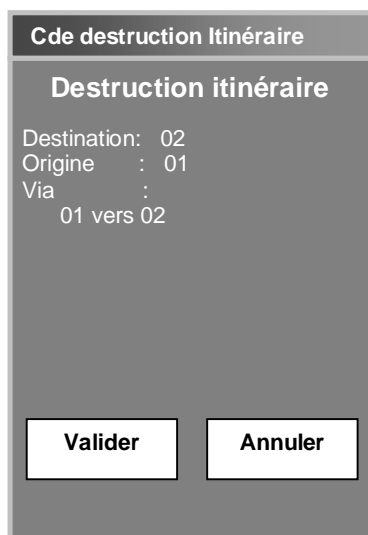 Cde destruction Itinéraire
Destruction itinéraire
Destination: 02
Origine : 01
Via :
01 vers 02
Valider Annuler